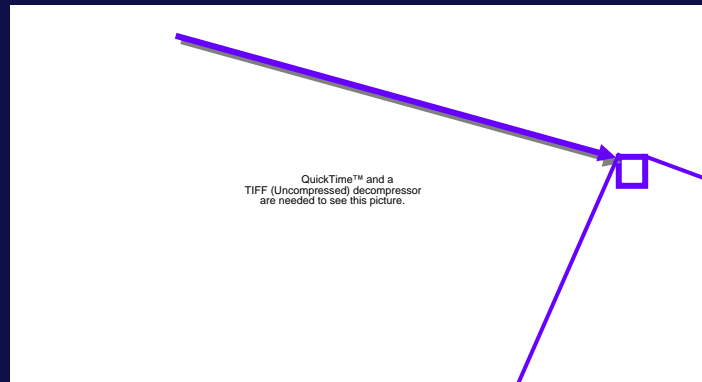 QuickTime™ and a
TIFF (Uncompressed) decompressor
are needed to see this picture.